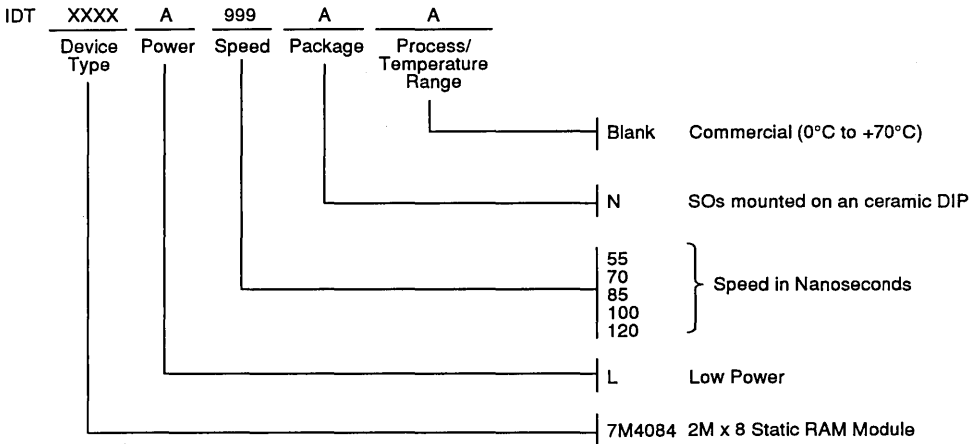 IDT XXXX A 999 A A
Device Type Power Speed Package Process/ Temperature Range
Blank Commercial (0°C to +70°C)
N SOs mounted on an ceramic DIP
55
70
85
100
120
Speed in Nanoseconds
L Low Power
7M4084 2M x 8 Static RAM Module